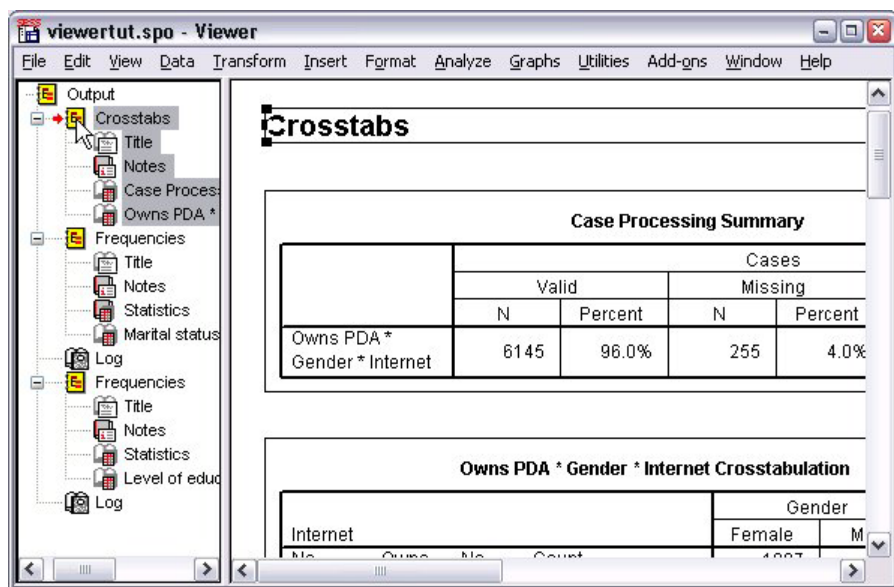 viewertut.spo - Viewer
File Edit View Data Transform Insert Format Analyze Graphs Utilities Add-ons Window Help
Output
Crosstabs
Title
Notes
Case Proces
Owns PDA *
Frequencies
Title
Notes
Statistics
Marital status
Log
Frequencies
Title
Notes
Statistics
Level of educ
Log
Crosstabs
Case Processing Summary
Cases
Valid Missing
N Percent N Percent
Owns PDA *
Gender * Internet
6145 96.0% 255 4.0%
Owns PDA * Gender * Internet Crosstabulation
Gender
Internet Female M